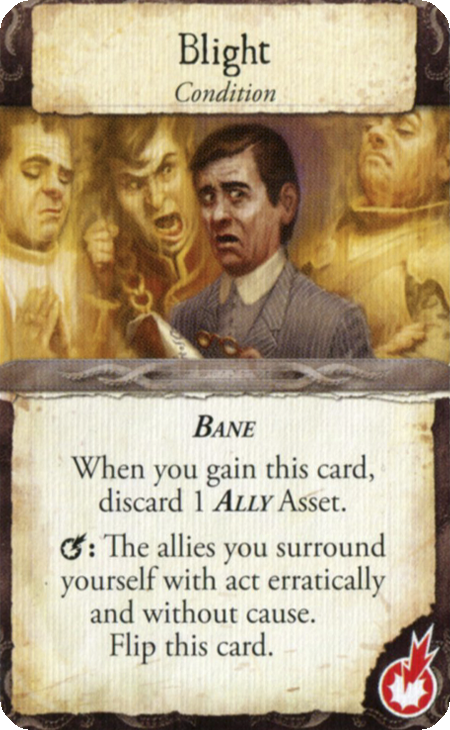 Blight
Condition
BANE
When you gain this card,
discard 1 ALLY Asset.
: The allies you surround
yourself with act erratically
and without cause.
Flip this card.